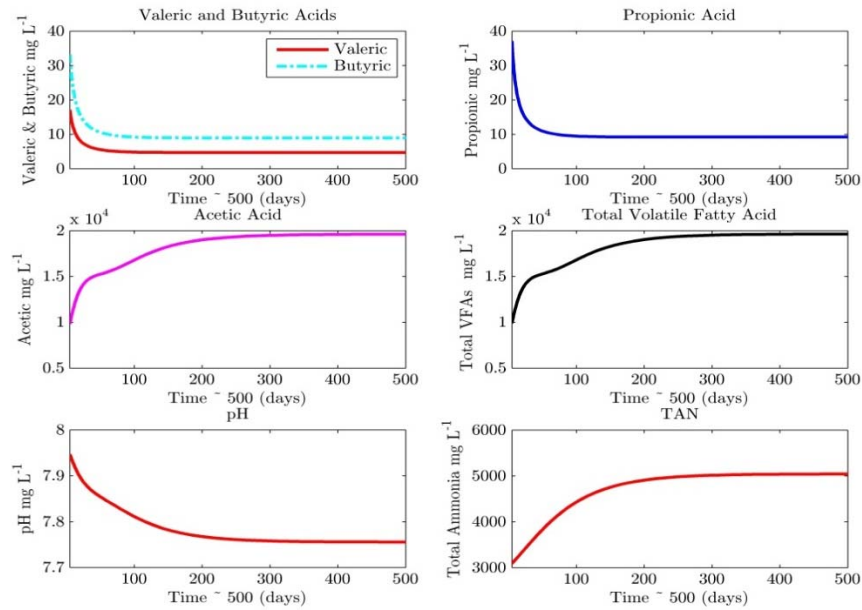 Valeric and Butyric Acids
Valeric & Butyric mg L-1
40
30
20
10
0
Valeric
Butyric
100
200
300
400
500
Time ~ 500 (days)
Propionic Acid
Propionic mg L-1
40
30
20
10
0
100
200
300
400
500
Time ~ 500 (days)
Acetic Acid
x 10^4
Acetic mg L-1
2
1.5
1
0.5
100
200
300
400
500
Time ~ 500 (days)
Total Volatile Fatty Acid
x 10^4
Total VFAs mg L-1
2
1.5
1
0.5
100
200
300
400
500
Time ~ 500 (days)
pH
pH mg L-1
8
7.9
7.8
7.7
100
200
300
400
500
Time ~ 500 (days)
TAN
Total Ammonia mg L-1
6000
5000
4000
3000
100
200
300
400
500
Time ~ 500 (days)